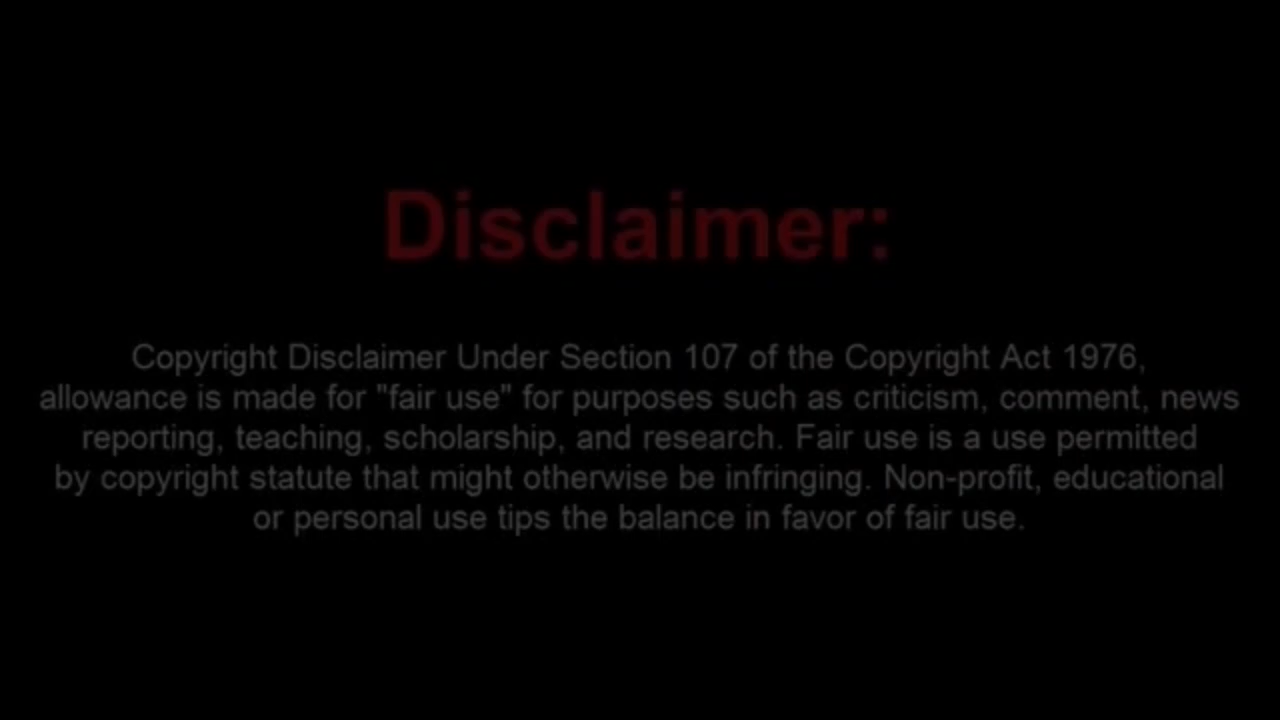 Disclaimer:
Copyright Disclaimer Under Section 107 of the Copyright Act 1976,
allowance is made for "fair use" for purposes such as criticism, comment, news
reporting, teaching, scholarship, and research. Fair use is a use permitted
by copyright statute that might otherwise be infringing. Non-profit, educational
or personal use tips the balance in favor of fair use.